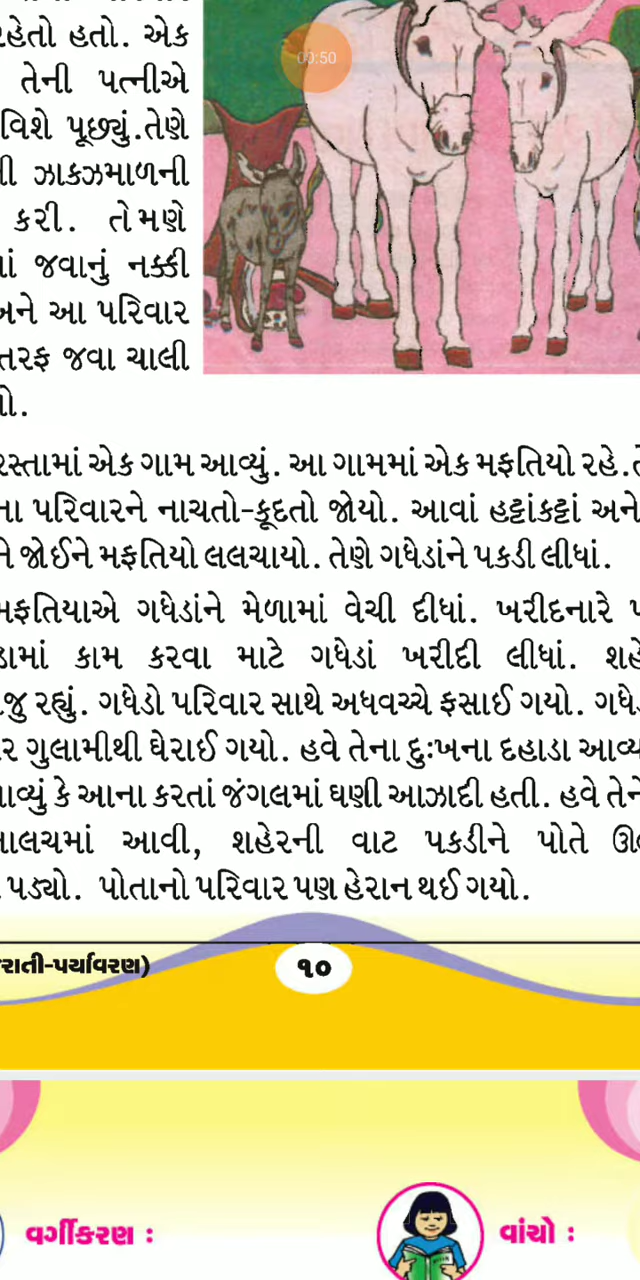 રહેતો હતો. એક
તેની પત્નીએ
વિશે પૂછ્યું.તેણે
ઝાકઝમાળની
કરી. તેમણે
જવાનું નક્કી
અને આ પરિવાર
તરફ જવા ચાલી
00:50
રસ્તામાં એક ગામ આવ્યું. આ ગામમાં એક મફતિયો રહે.
પરિવારને નાચતો-કૂદતો જોયો. આવાં હટ્ટાંકટ્ટાં અને
જોઈને મફતિયો લલચાયો. તેણે ગધેડાંને પકડી લીધાં.
મફતિયાએ ગધેડાંને મેળામાં વેચી દીધાં. ખરીદનારે
કામ કરવા માટે ગધેડાં ખરીદી લીધાં.
રહ્યું. ગધેડો પરિવાર સાથે અધવચ્ચે ફસાઈ ગયો.
ગુલામીથી ઘેરાઈ ગયો. હવે તેના દુઃખના દહાડા
કે આના કરતાં જંગલમાં ઘણી આઝાદી હતી. હવે
લાલચમાં આવી, શહેરની વાટ પકડીને પોતે
પડ્યો. પોતાનો પરિવાર પણ હેરાન થઈ ગયો.
પર્યાવરણ)
૧૦
વર્ગીકરણ :
વાંચો :